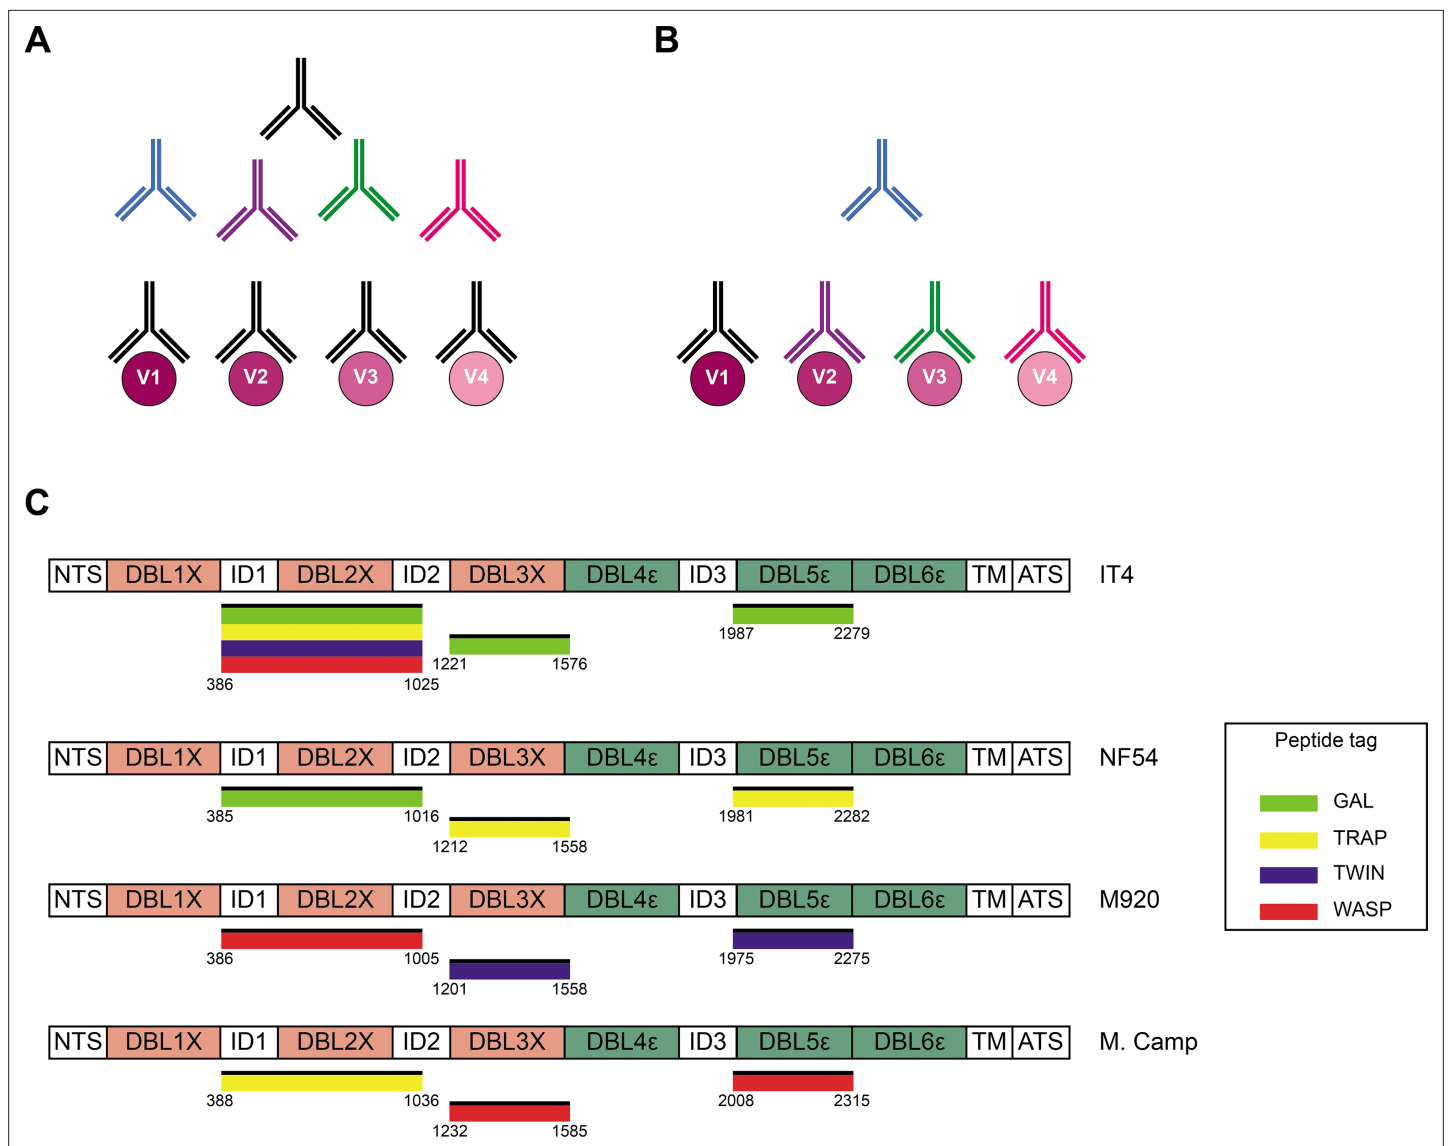 A
B
V1 V2 V3 V4
V1 V2 V3 V4
C
NTS DBL1X ID1 DBL2X ID2 DBL3X DBL4ε ID3 DBL5ε DBL6ε TM ATS IT4
1987 2279
1221 1576
386 1025
NTS DBL1X ID1 DBL2X ID2 DBL3X DBL4ε ID3 DBL5ε DBL6ε TM ATS NF54
385 1016 1981 2282
1212 1558
NTS DBL1X ID1 DBL2X ID2 DBL3X DBL4ε ID3 DBL5ε DBL6ε TM ATS M920
386 1005 1975 2275
1201 1558
NTS DBL1X ID1 DBL2X ID2 DBL3X DBL4ε ID3 DBL5ε DBL6ε TM ATS M. Camp
388 1036 2008 2315
1232 1585
Peptide tag
GAL
TRAP
TWIN
WASP